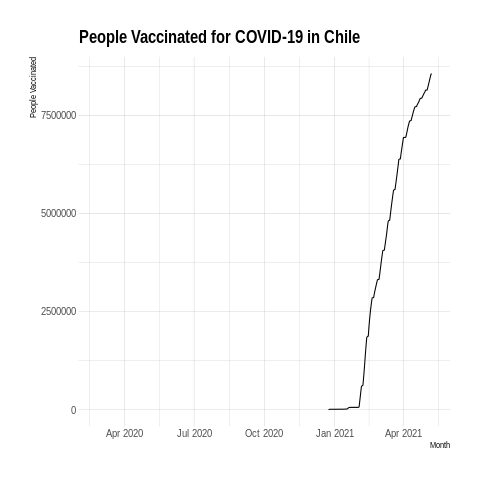 People Vaccinated for COVID-19 in Chile
People Vaccinated
7500000
5000000
2500000
0
Apr 2020 Jul 2020 Oct 2020 Jan 2021 Apr 2021
Month